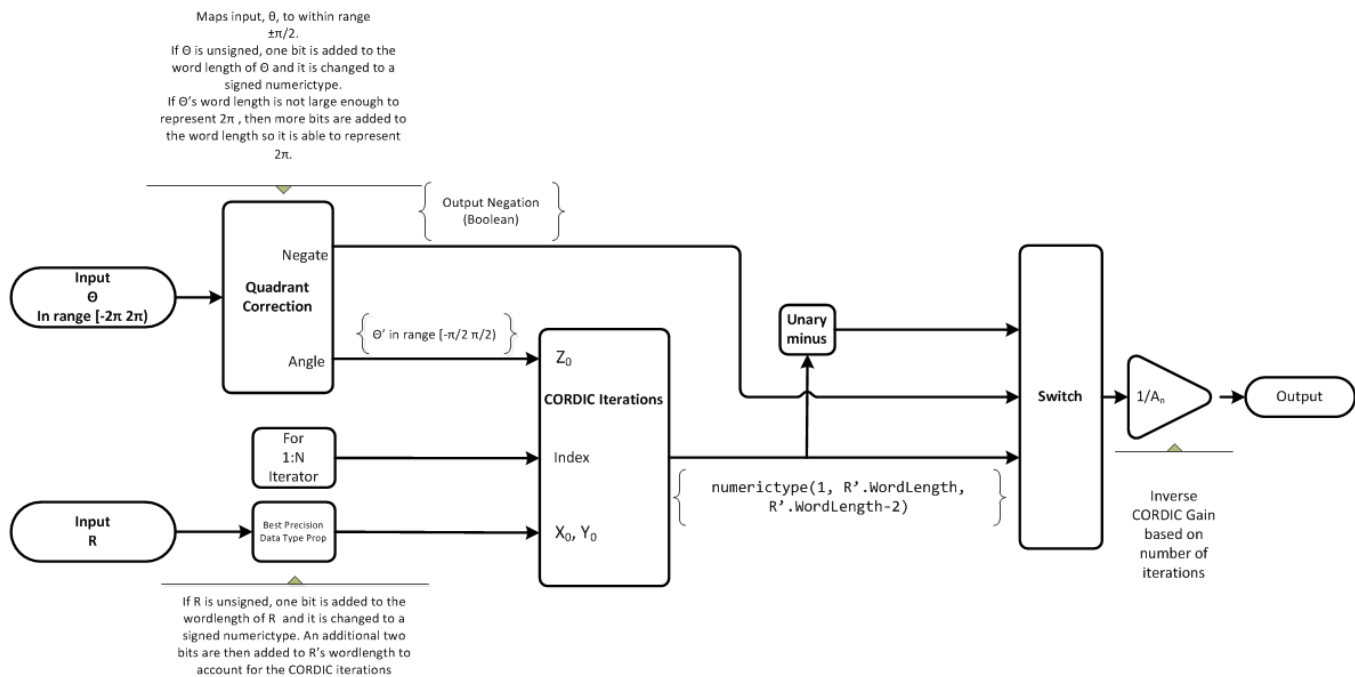 Maps input, θ, to within range
±π/2.
If Θ is unsigned, one bit is added to the
word length of Θ and it is changed to a
signed numerictype.
If Θ’s word length is not large enough to
represent 2π , then more bits are added to
the word length so it is able to represent
2π.
Output Negation
(Boolean)
Input
Θ
In range [-2π 2π)
Negate
Quadrant
Correction
Angle
Θ’ in range [-π/2 π/2)
Unary
minus
Z₀
CORDIC Iterations
Index
X₀, Y₀
For
1:N
Iterator
Input
R
Best Precision
Data Type Prop
If R is unsigned, one bit is added to the
wordlength of R and it is changed to a
signed numerictype. An additional two
bits are then added to R’s wordlength to
account for the CORDIC iterations
numerictype(1, R’.WordLength,
R’.WordLength-2)
Switch
1/Aₙ
Output
Inverse
CORDIC Gain
based on
number of
iterations